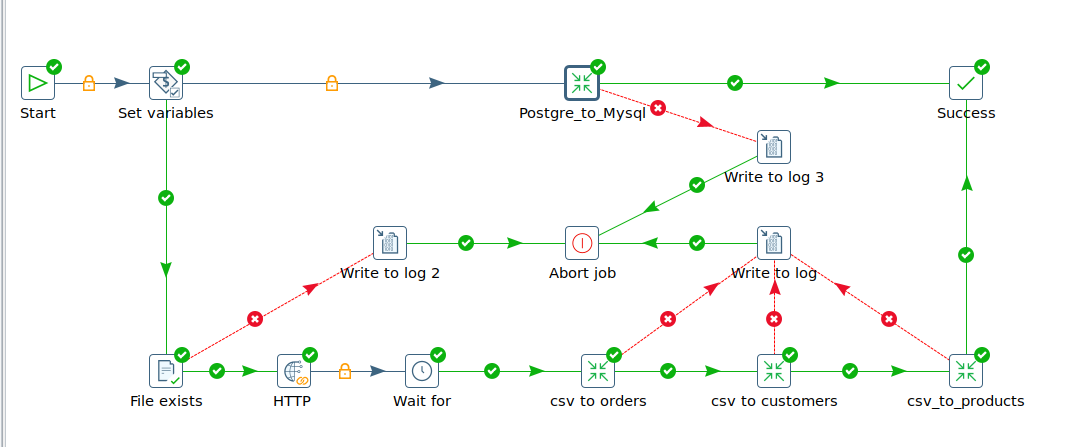 Start
Set variables
Postgre_to_Mysql
Success
Write to log 3
Write to log 2
Abort job
Write to log
File exists
HTTP
Wait for
csv to orders
csv to customers
csv_to_products